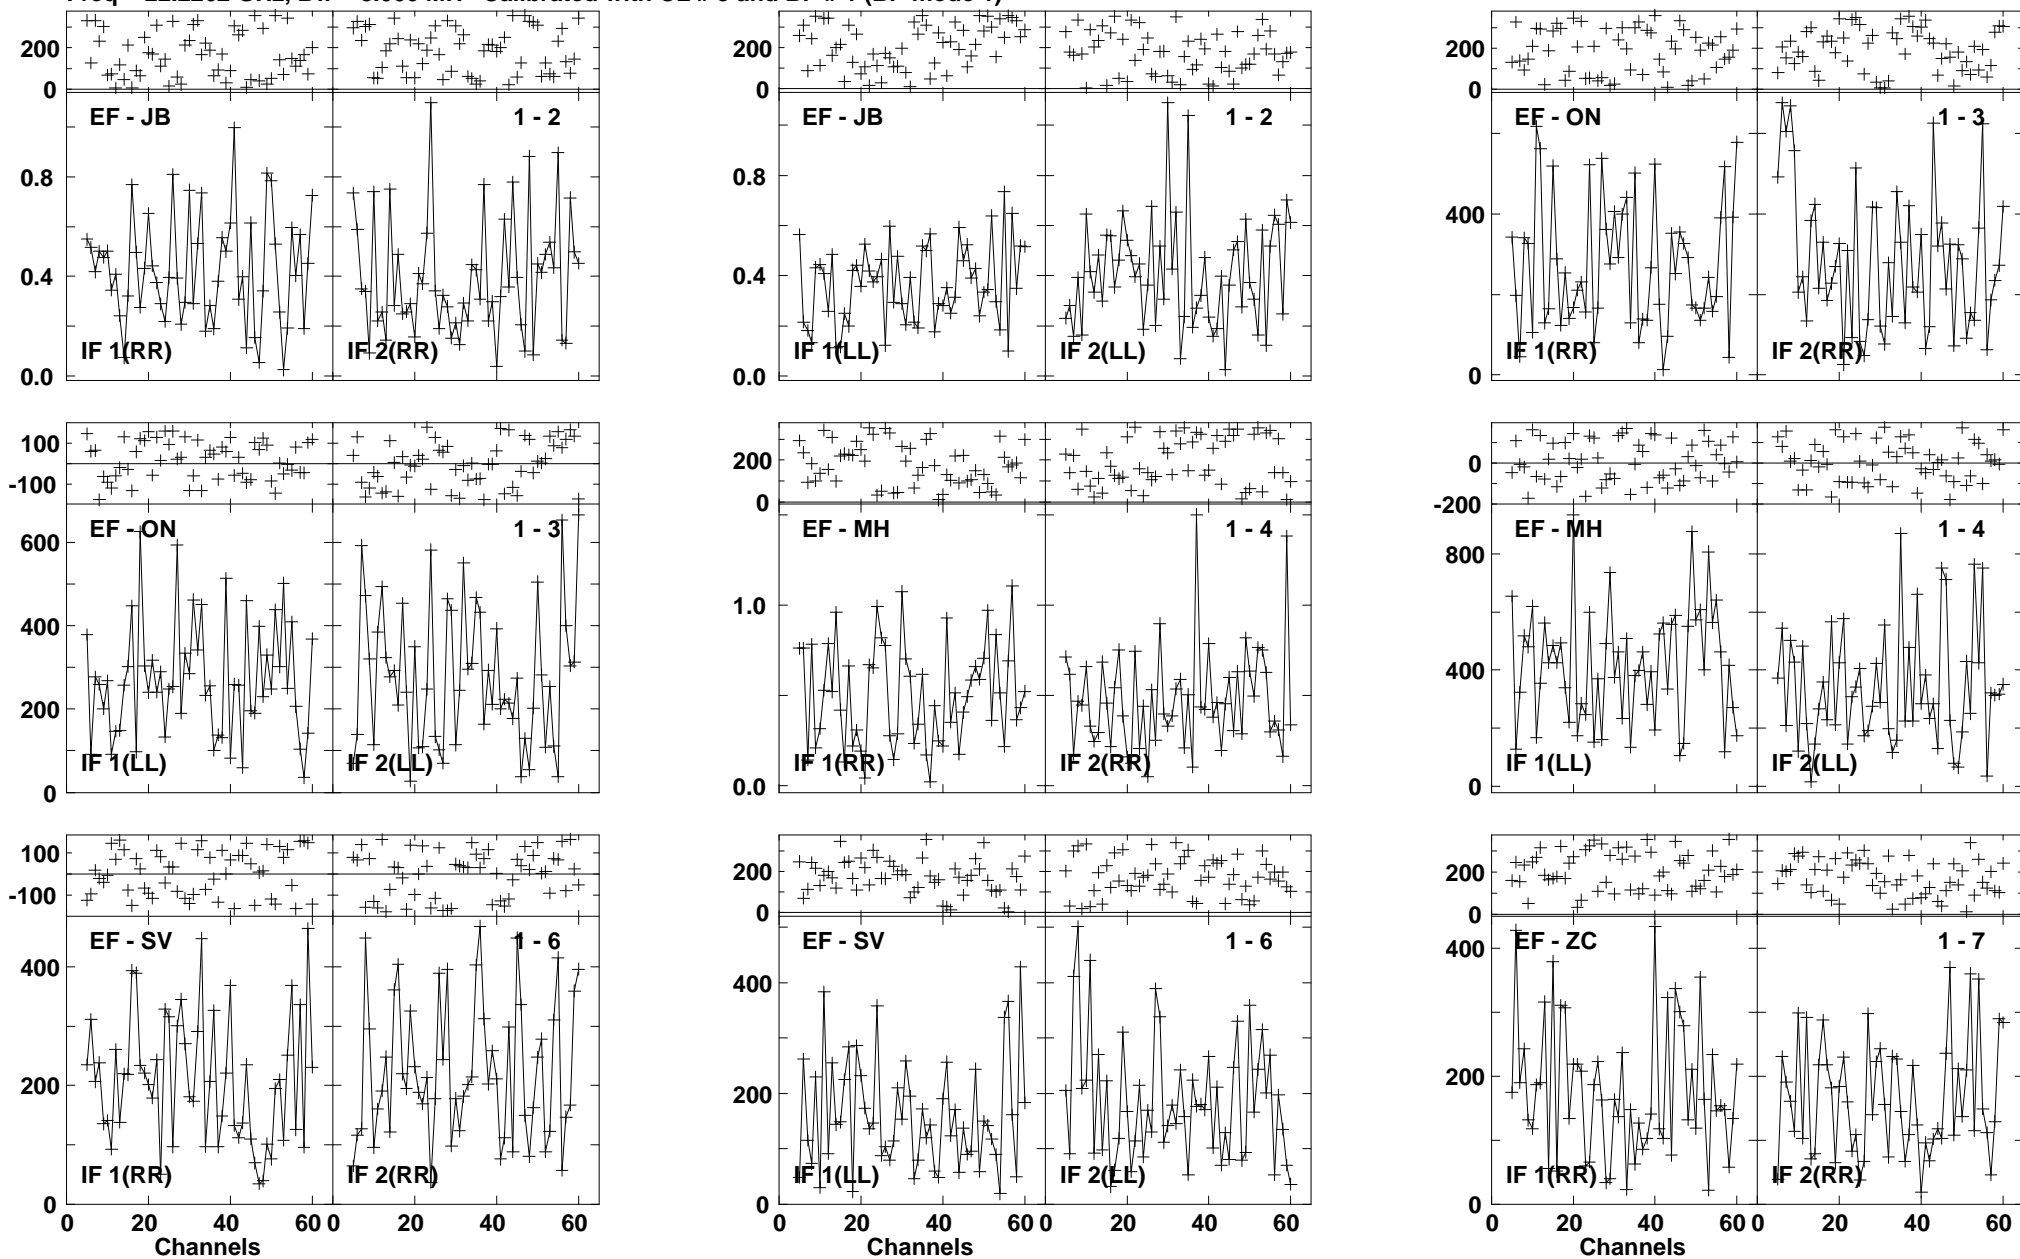 200
0
EF - JB
1 - 2
0.8
0.4
0.0
IF 1(RR)
IF 2(RR)
200
0
EF - JB
1 - 2
0.8
0.4
0.0
IF 1(LL)
IF 2(LL)
200
0
EF - ON
1 - 3
400
0
IF 1(RR)
IF 2(RR)
100
-100
EF - ON
1 - 3
600
400
200
0
IF 1(LL)
IF 2(LL)
200
0
EF - MH
1 - 4
1.0
0.0
IF 1(RR)
IF 2(RR)
0
-200
EF - MH
1 - 4
800
400
0
IF 1(LL)
IF 2(LL)
100
-100
EF - SV
1 - 6
400
200
0
IF 1(RR)
IF 2(RR)
0 20 40 60 0 20 40 60
Channels
200
0
EF - SV
1 - 6
400
200
0
IF 1(LL)
IF 2(LL)
0 20 40 60 0 20 40 60
Channels
200
0
EF - ZC
1 - 7
400
200
0
IF 1(RR)
IF 2(RR)
0 20 40 60 0 20 40 60
Channels